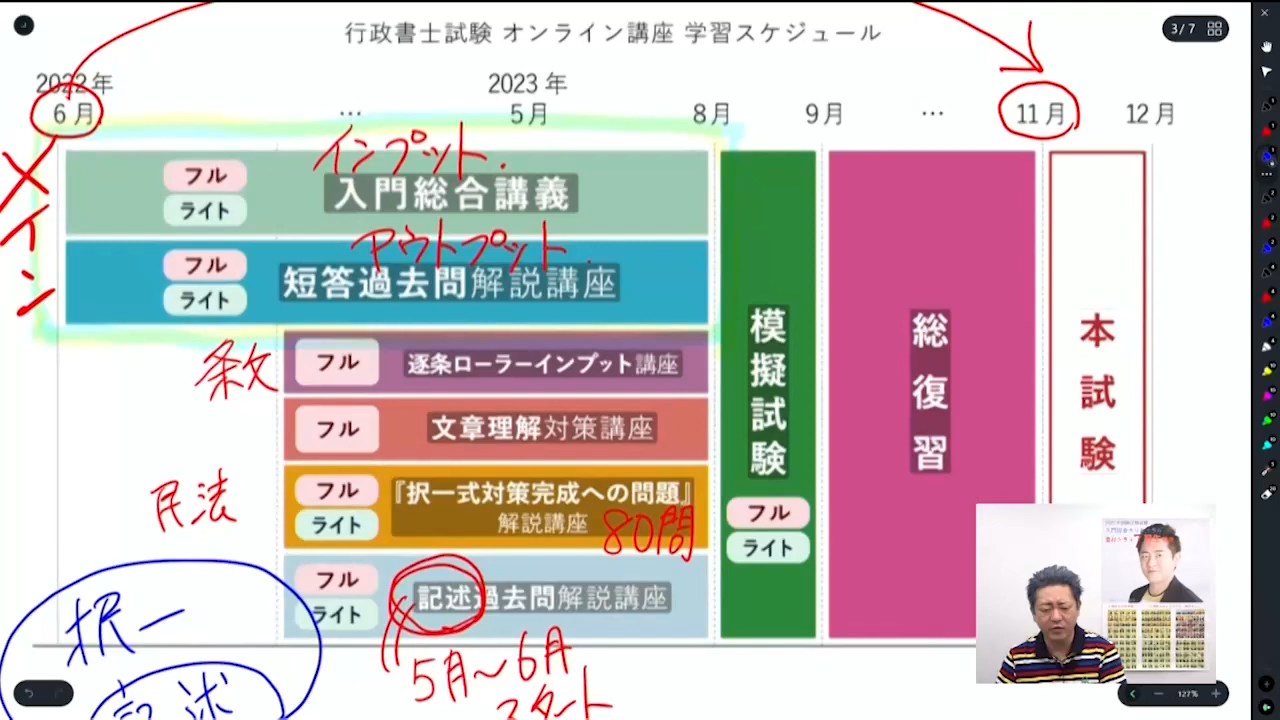 行政書士試験 オンライン講座 学習スケジュール
3/7
2022年
2023 年
6月
…
5月
8月
9月
…
11月
12月
メイン
インプット.
フル
ライト
入門総合講義
アウトプット.
フル
ライト
短答過去問解説講座
条文
フル
逐条ローラーインプット講座
フル
文章理解対策講座
民法
フル
ライト
『択一式対策完成への問題』
解説講座
80問
フル
ライト
記述過去問解説講座
5月〜6月
スタート
択一
記述
模擬試験
フル
ライト
総復習
本試験
127%